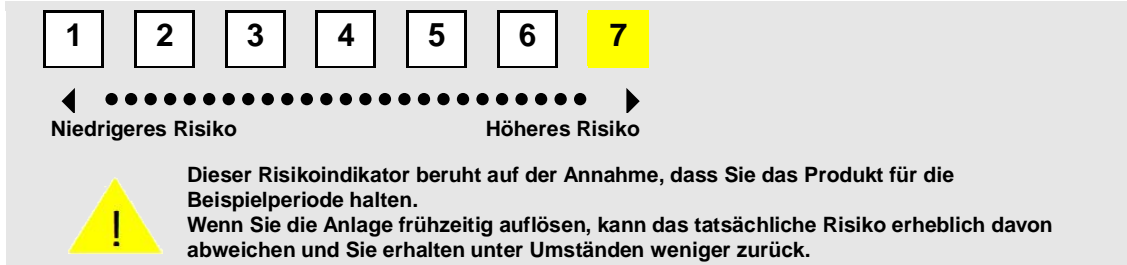 1 2 3 4 5 6 7
Niedrigeres Risiko Höheres Risiko
Dieser Risikoindikator beruht auf der Annahme, dass Sie das Produkt für die
Beispielperiode halten.
Wenn Sie die Anlage frühzeitig auflösen, kann das tatsächliche Risiko erheblich davon
abweichen und Sie erhalten unter Umständen weniger zurück.
!